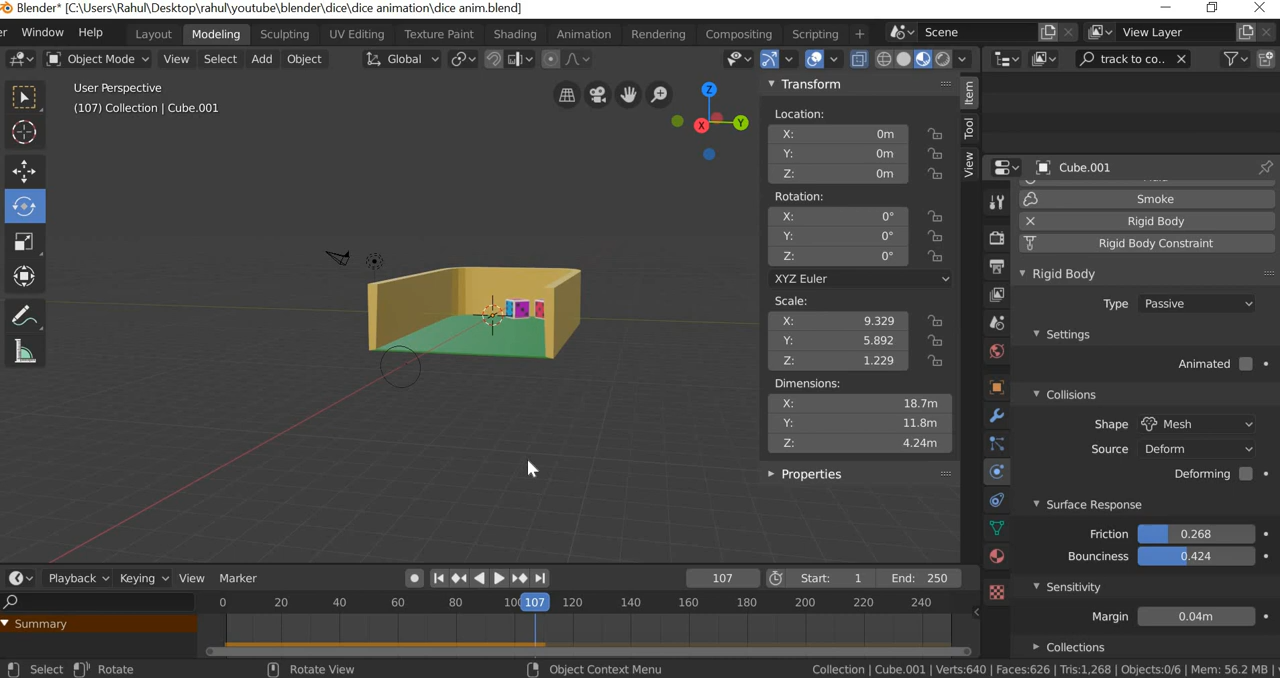 Blender* [C:\Users\Rahul\Desktop\rahul\youtube\blender\dice\dice animation\dice anim.blend]
Window Help Layout Modeling Sculpting UV Editing Texture Paint Shading Animation Rendering Compositing Scripting + Scene View Layer
Object Mode View Select Add Object Global track to co..
User Perspective
(107) Collection | Cube.001
Z
X
Y
Transform
Location:
X: 0m
Y: 0m
Z: 0m
Rotation:
X: 0°
Y: 0°
Z: 0°
XYZ Euler
Scale:
X: 9.329
Y: 5.892
Z: 1.229
Dimensions:
X: 18.7m
Y: 11.8m
Z: 4.24m
Properties
Item
Tool
View
Cube.001
Smoke
Rigid Body
Rigid Body Constraint
Rigid Body
Type Passive
Settings
Animated
Collisions
Shape Mesh
Source Deform
Deforming
Surface Response
Friction 0.268
Bounciness 0.424
Sensitivity
Margin 0.04m
Collections
Playback Keying View Marker 107 Start: 1 End: 250
0 20 40 60 80 107 120 140 160 180 200 220 240
Summary
Select Rotate Rotate View Object Context Menu Collection | Cube.001 | Verts:640 | Faces:626 | Tris:1,268 | Objects:0/6 | Mem: 56.2 MB |